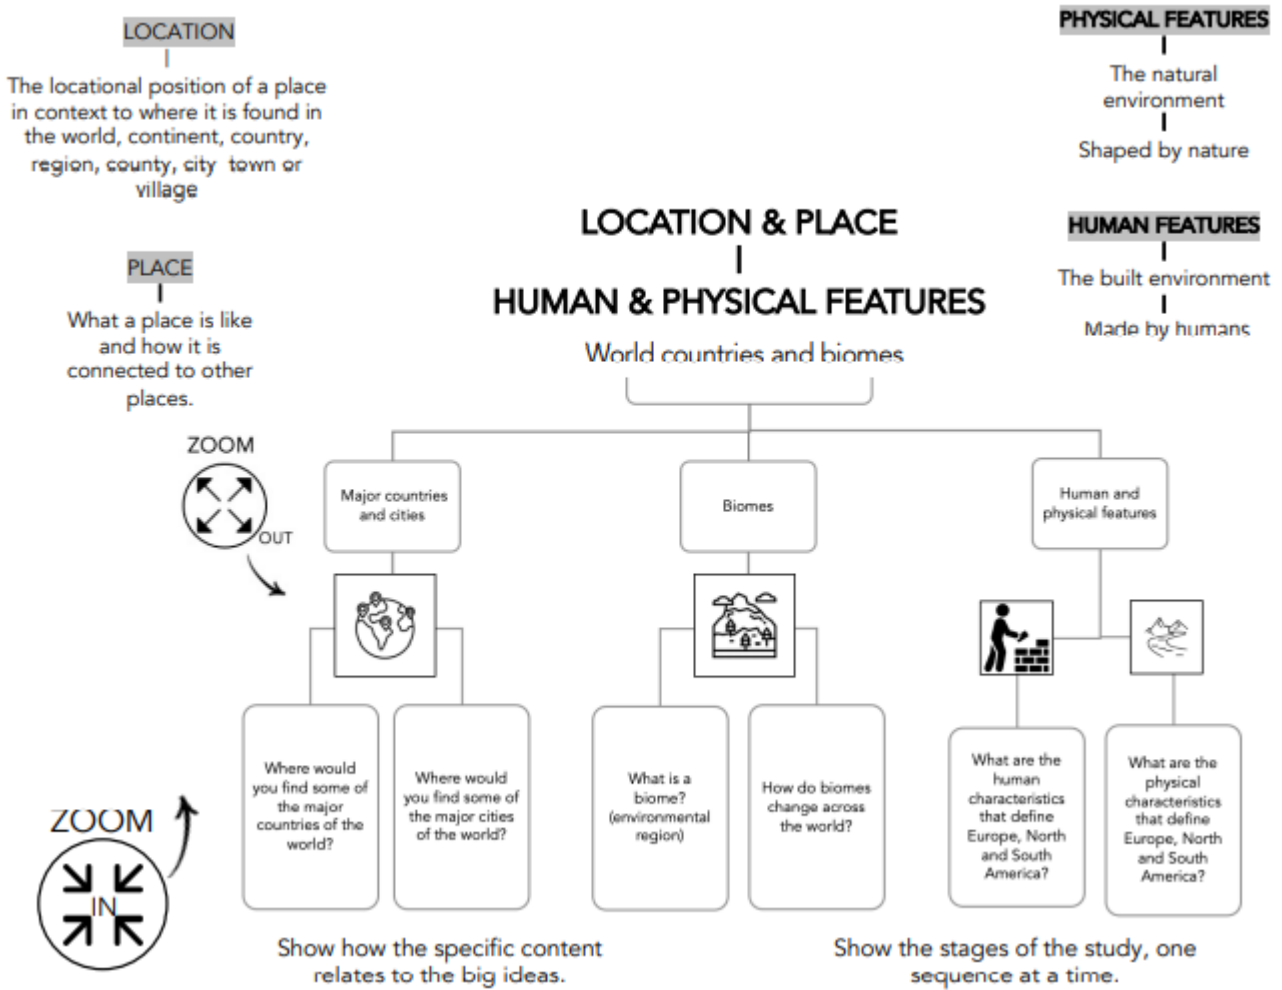 LOCATION
The locational position of a place
in context to where it is found in
the world, continent, country,
region, county, city town or
village
PLACE
What a place is like
and how it is
connected to other
places.
PHYSICAL FEATURES
The natural
environment
Shaped by nature
HUMAN FEATURES
The built environment
Made by humans
LOCATION & PLACE
HUMAN & PHYSICAL FEATURES
World countries and biomes
ZOOM
OUT
Major countries
and cities
Biomes
Human and
physical features
Where would
you find some of
the major
countries of the
world?
Where would
you find some of
the major cities
of the world?
What is a
biome?
(environmental
region)
How do biomes
change across
the world?
What are the
human
characteristics
that define
Europe, North
and South
America?
What are the
physical
characteristics
that define
Europe, North
and South
America?
ZOOM
IN
Show how the specific content
relates to the big ideas.
Show the stages of the study, one
sequence at a time.